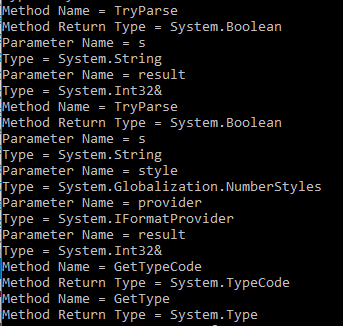 Method Name = TryParse
Method Return Type = System.Boolean
Parameter Name = s
Type = System.String
Parameter Name = result
Type = System.Int32&
Method Name = TryParse
Method Return Type = System.Boolean
Parameter Name = s
Type = System.String
Parameter Name = style
Type = System.Globalization.NumberStyles
Parameter Name = provider
Type = System.IFormatProvider
Parameter Name = result
Type = System.Int32&
Method Name = GetTypeCode
Method Return Type = System.TypeCode
Method Name = GetType
Method Return Type = System.Type